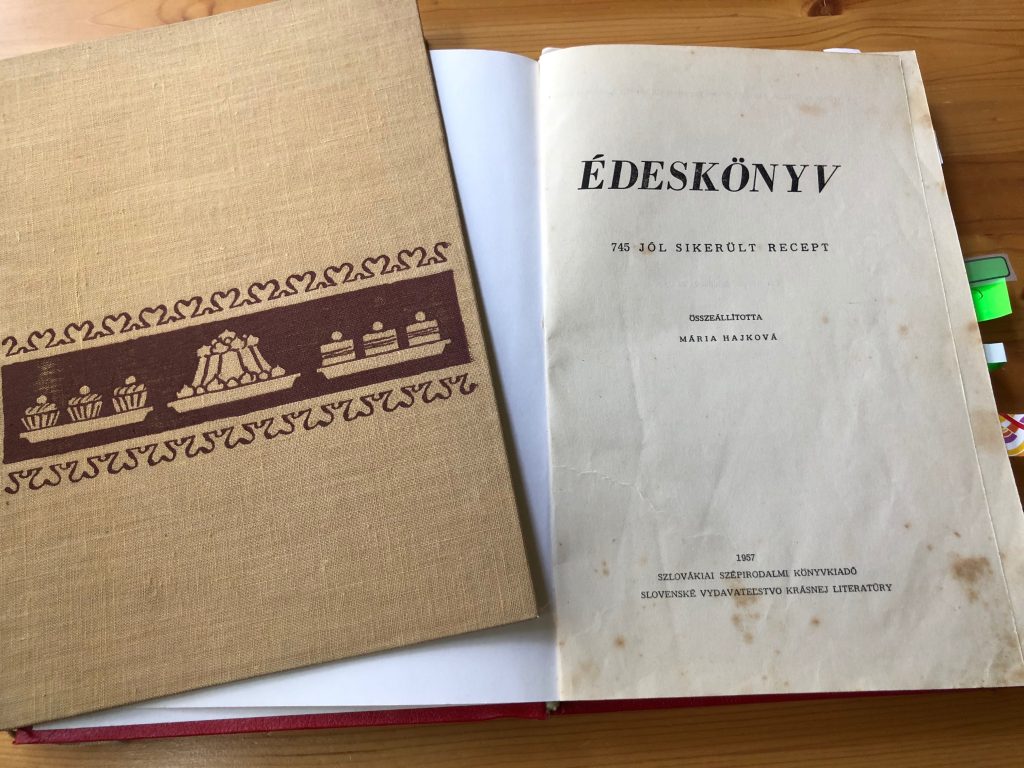 ÉDESKÖNYV
745 JÓL SIKERÜLT RECEPT
ÖSSZEÁLLÍTOTTA
MÁRIA HAJKOVÁ
1957
SZLOVÁKIAI SZÉPIRODALMI KÖNYVKIADÓ
SLOVENSKÉ VYDAVATEĽSTVO KRÁSNEJ LITERATÚRY